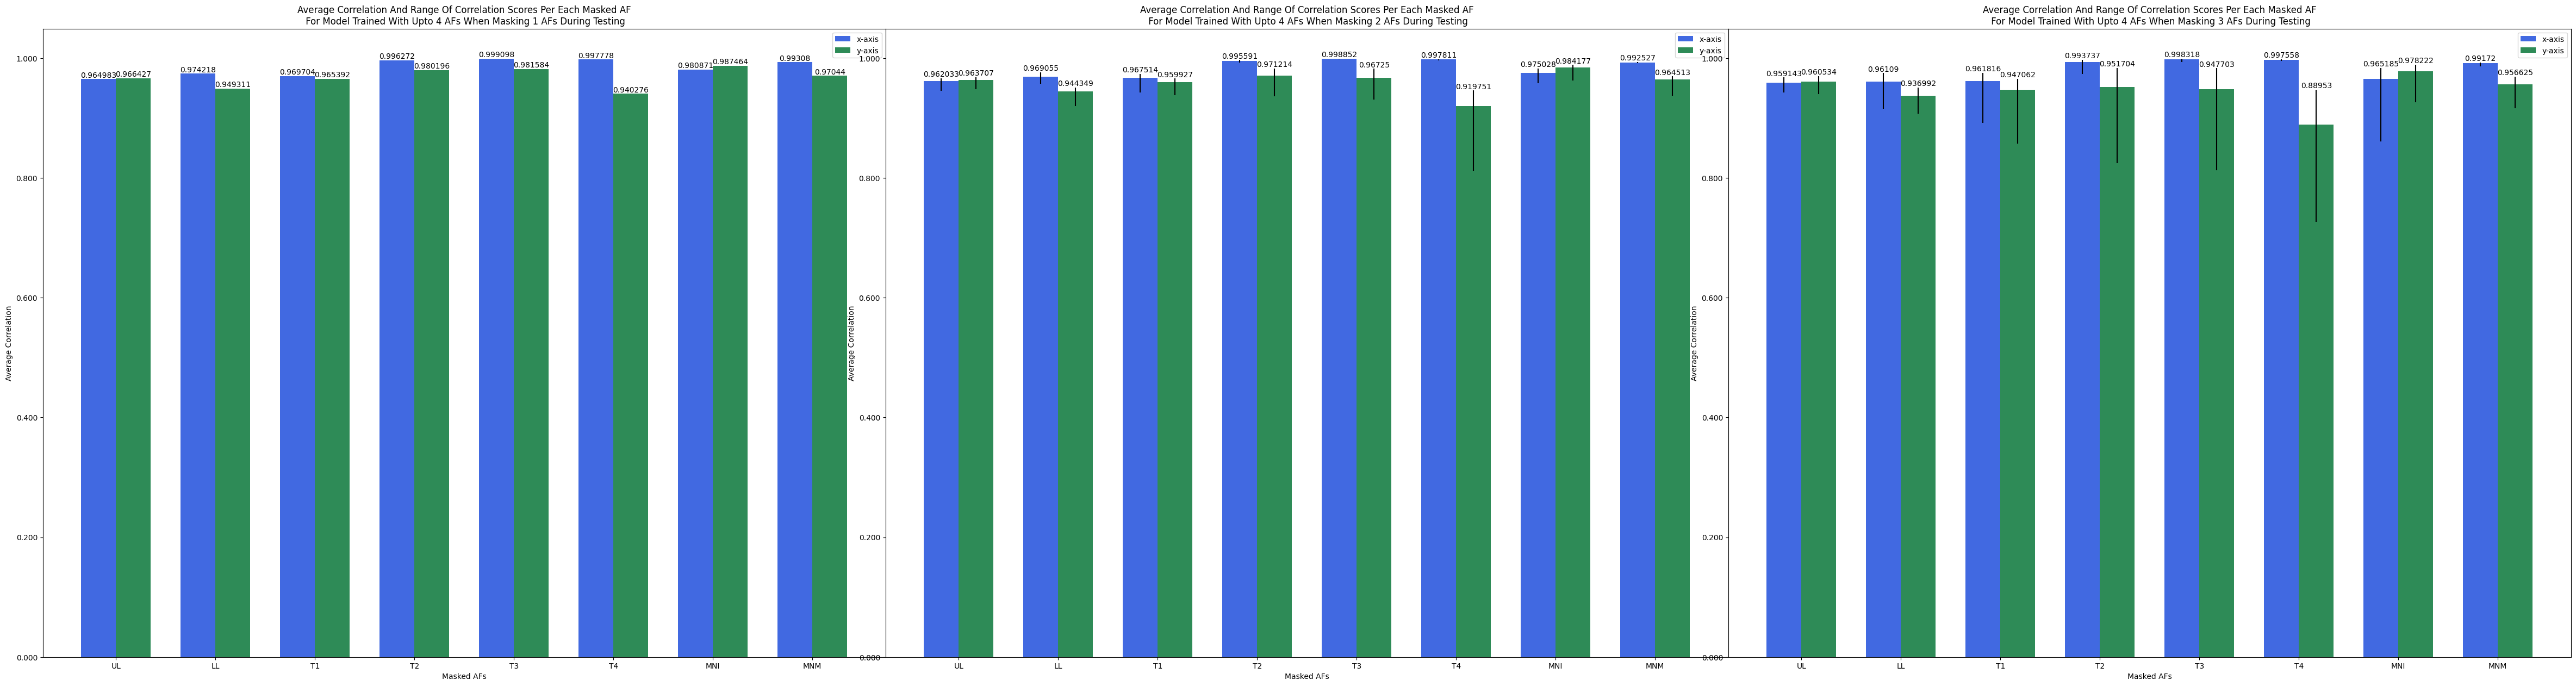 Average Correlation And Range Of Correlation Scores Per Each Masked AF
For Model Trained With Upto 4 AFs When Masking 1 AFs During Testing
x-axis
y-axis
1.000
0.800
0.600
0.400
0.200
0.000
Average Correlation
0.964983
0.966427
0.974218
0.949311
0.969704
0.965392
0.996272
0.980196
0.999098
0.981584
0.997778
0.940276
0.980871
0.987464
0.99308
0.97044
UL
LL
T1
T2
T3
T4
MNI
MNM
Masked AFs
Average Correlation And Range Of Correlation Scores Per Each Masked AF
For Model Trained With Upto 4 AFs When Masking 2 AFs During Testing
x-axis
y-axis
1.000
0.800
0.600
0.400
0.200
0.000
Average Correlation
0.962033
0.963707
0.969055
0.944349
0.967514
0.959927
0.995591
0.971214
0.998852
0.96725
0.997811
0.919751
0.975028
0.984177
0.992527
0.964513
UL
LL
T1
T2
T3
T4
MNI
MNM
Masked AFs
Average Correlation And Range Of Correlation Scores Per Each Masked AF
For Model Trained With Upto 4 AFs When Masking 3 AFs During Testing
x-axis
y-axis
1.000
0.800
0.600
0.400
0.200
0.000
Average Correlation
0.959143
0.960534
0.96109
0.936992
0.961816
0.947062
0.993737
0.951704
0.998318
0.947703
0.997558
0.88953
0.965185
0.978222
0.99172
0.956625
UL
LL
T1
T2
T3
T4
MNI
MNM
Masked AFs